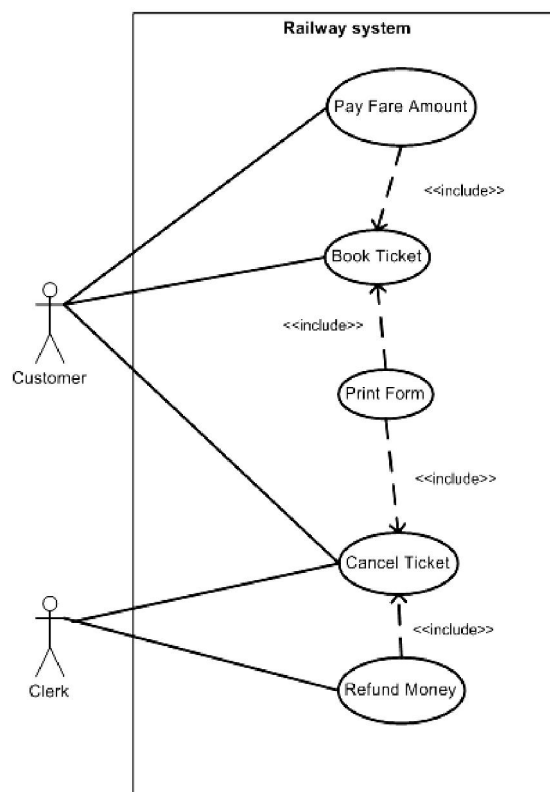 Railway system
Pay Fare Amount
<<include>>
Book Ticket
<<include>>
Customer
Print Form
<<include>>
Cancel Ticket
<<include>>
Clerk
Refund Money